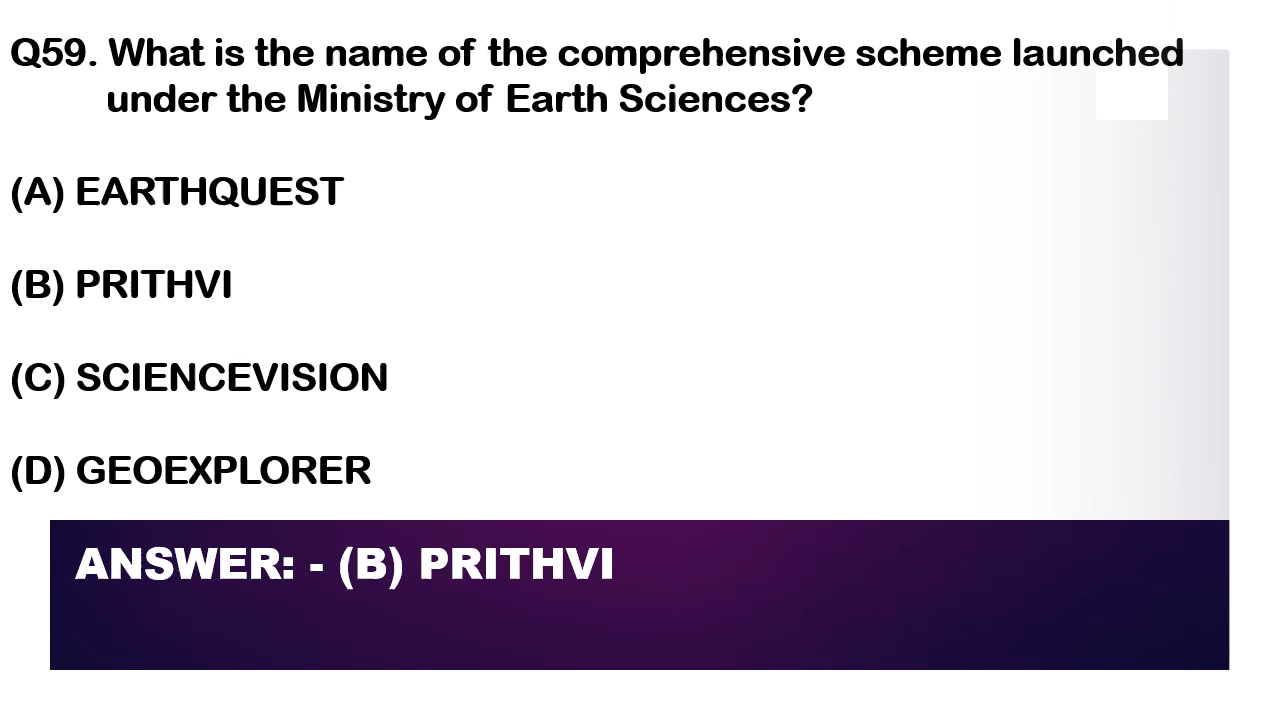 Q59. What is the name of the comprehensive scheme launched
under the Ministry of Earth Sciences?
(A) EARTHQUEST
(B) PRITHVI
(C) SCIENCEVISION
(D) GEOEXPLORER
ANSWER: - (B) PRITHVI